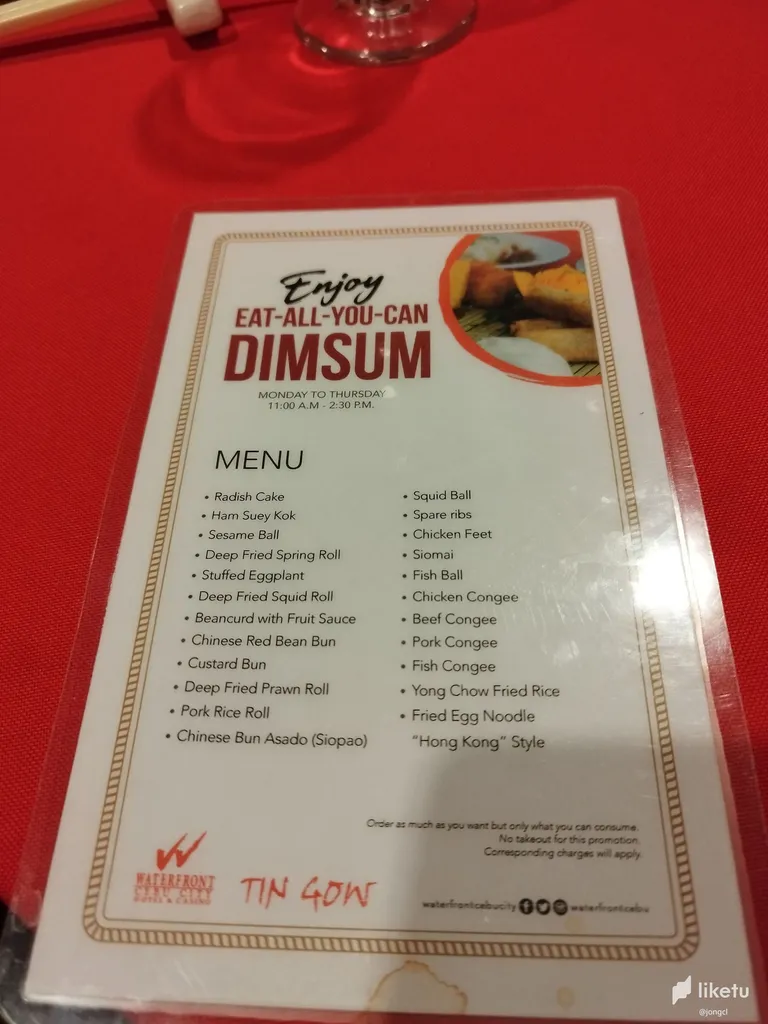 Enjoy
EAT-ALL-YOU-CAN
DIMSUM
MONDAY TO THURSDAY
11:00 A.M - 2:30 P.M.
MENU
• Radish Cake
• Ham Suey Kok
• Sesame Ball
• Deep Fried Spring Roll
• Stuffed Eggplant
• Deep Fried Squid Roll
• Beancurd with Fruit Sauce
• Chinese Red Bean Bun
• Custard Bun
• Deep Fried Prawn Roll
• Pork Rice Roll
• Chinese Bun Asado (Siopao)
• Squid Ball
• Spare ribs
• Chicken Feet
• Siomai
• Fish Ball
• Chicken Congee
• Beef Congee
• Pork Congee
• Fish Congee
• Yong Chow Fried Rice
• Fried Egg Noodle
"Hong Kong" Style
Order as much as you want but only what you can consume.
No takeout for this promotion.
Corresponding charges will apply.
WATERFRONT
CEBU CITY
HOTEL & CASINO
TIN GOW
waterfrontcebucity
waterfrontcebu
liketu
@jongcl